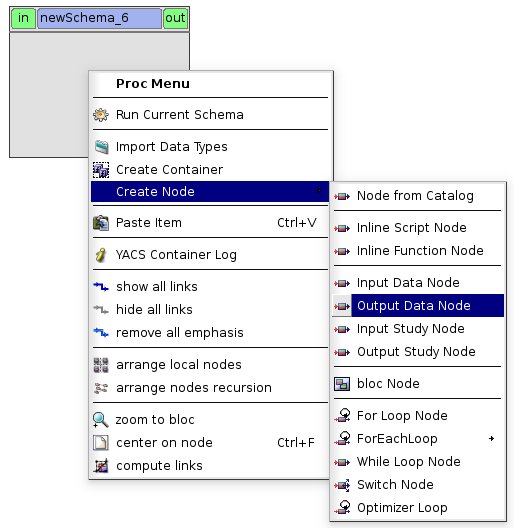 in newSchema_6 out
Proc Menu
Run Current Schema
Import Data Types
Create Container
Create Node
Paste Item Ctrl+V
YACS Container Log
show all links
hide all links
remove all emphasis
arrange local nodes
arrange nodes recursion
zoom to bloc
center on node Ctrl+F
compute links
Node from Catalog
Inline Script Node
Inline Function Node
Input Data Node
Output Data Node
Input Study Node
Output Study Node
bloc Node
For Loop Node
ForEachLoop
While Loop Node
Switch Node
Optimizer Loop